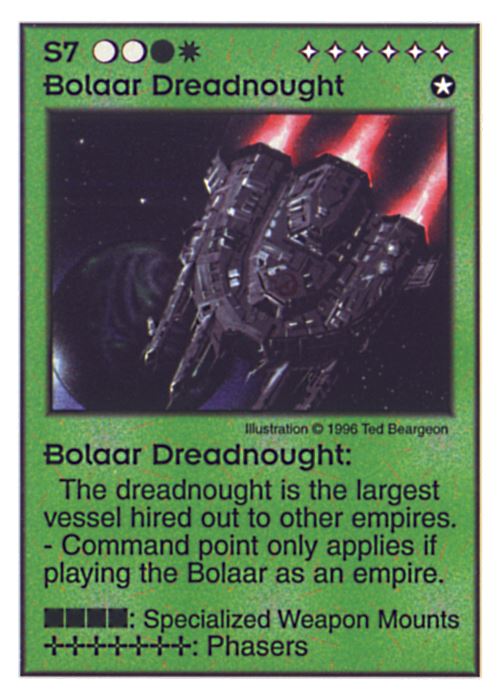 S7
Bolaar Dreadnought
Illustration © 1996 Ted Beargeon
Bolaar Dreadnought:
The dreadnought is the largest
vessel hired out to other empires.
- Command point only applies if
playing the Bolaar as an empire.
: Specialized Weapon Mounts
: Phasers